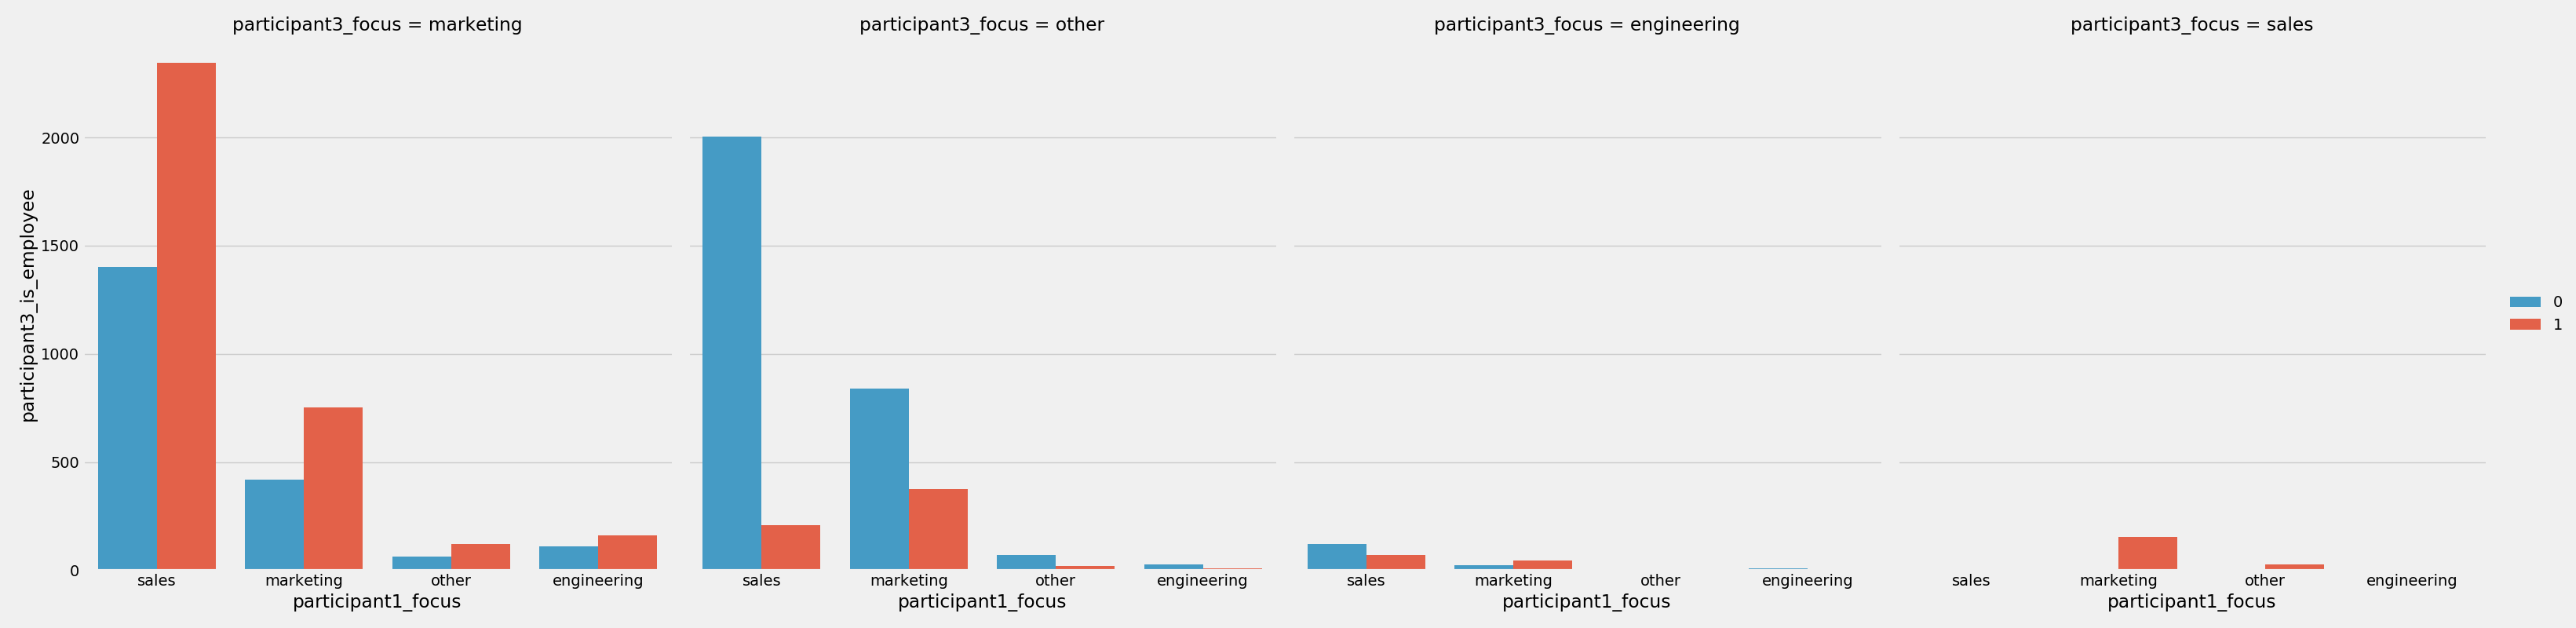 participant3_focus = marketing
participant3_focus = other
participant3_focus = engineering
participant3_focus = sales
participant3_is_employee
2000
1500
1000
500
0
sales marketing other engineering
sales marketing other engineering
sales marketing other engineering
sales marketing other engineering
participant1_focus
participant1_focus
participant1_focus
participant1_focus
0
1